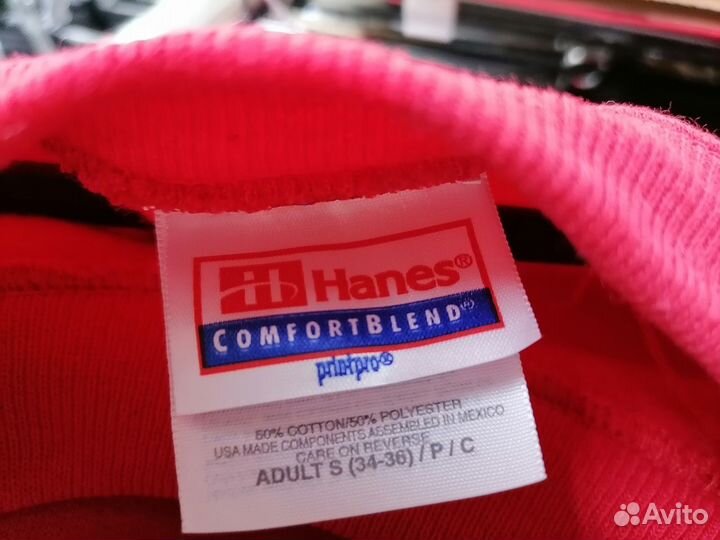 Hanes®
COMFORTBLEND®
printpro®
50% COTTON/50% POLYESTER
USA MADE COMPONENTS ASSEMBLED IN MEXICO
CARE ON REVERSE
ADULT S (34-36) / P / C
Avito